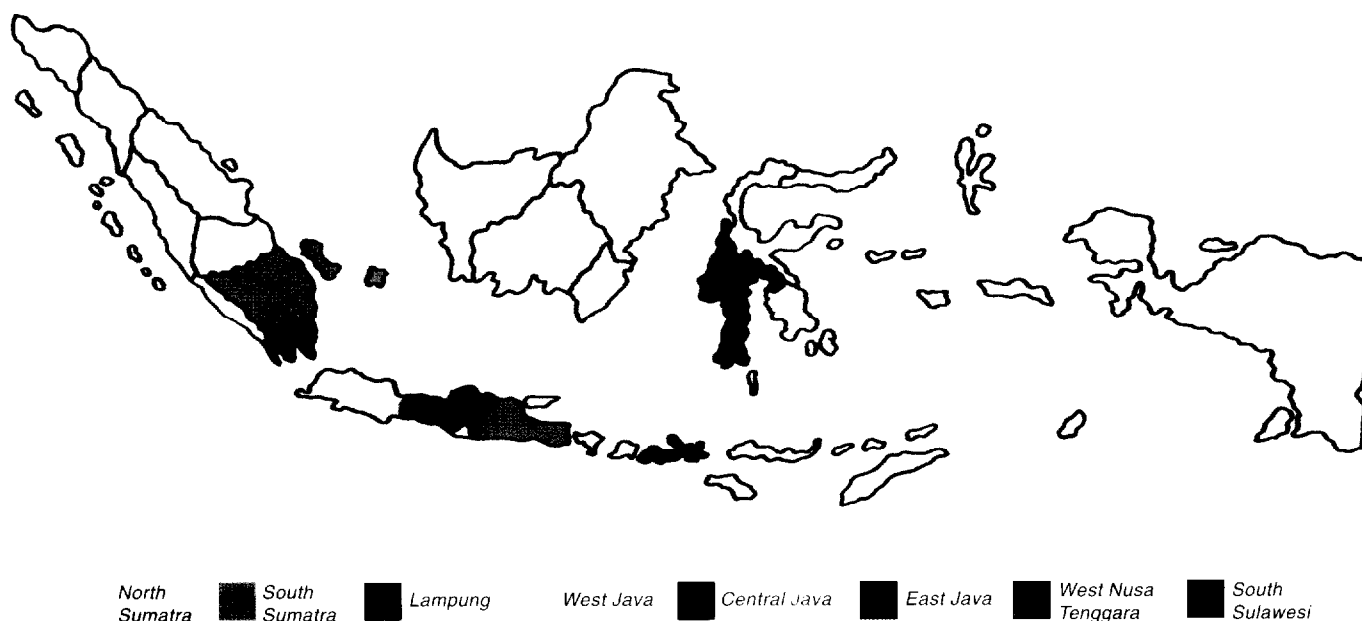 North Sumatra
South Sumatra
Lampung
West Java
Central Java
East Java
West Nusa Tenggara
South Sulawesi